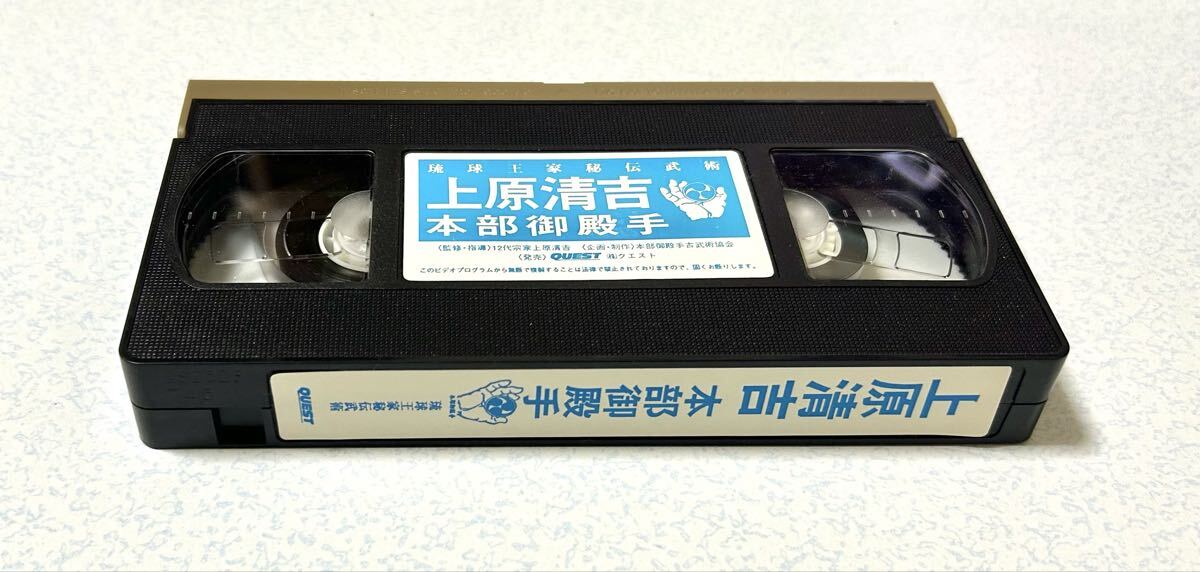 琉球王家秘伝武術
上原清吉
本部御殿手
〈監修・指導〉12代宗家上原清吉 〈企画・制作〉本部御殿手古武術協会
〈発売〉 QUEST ㈱クエスト
このビデオプログラムから無断で複製することは法律で禁止されておりますので、固くお断りします。
上原清吉 本部御殿手 琉球王家秘伝武術 QUEST